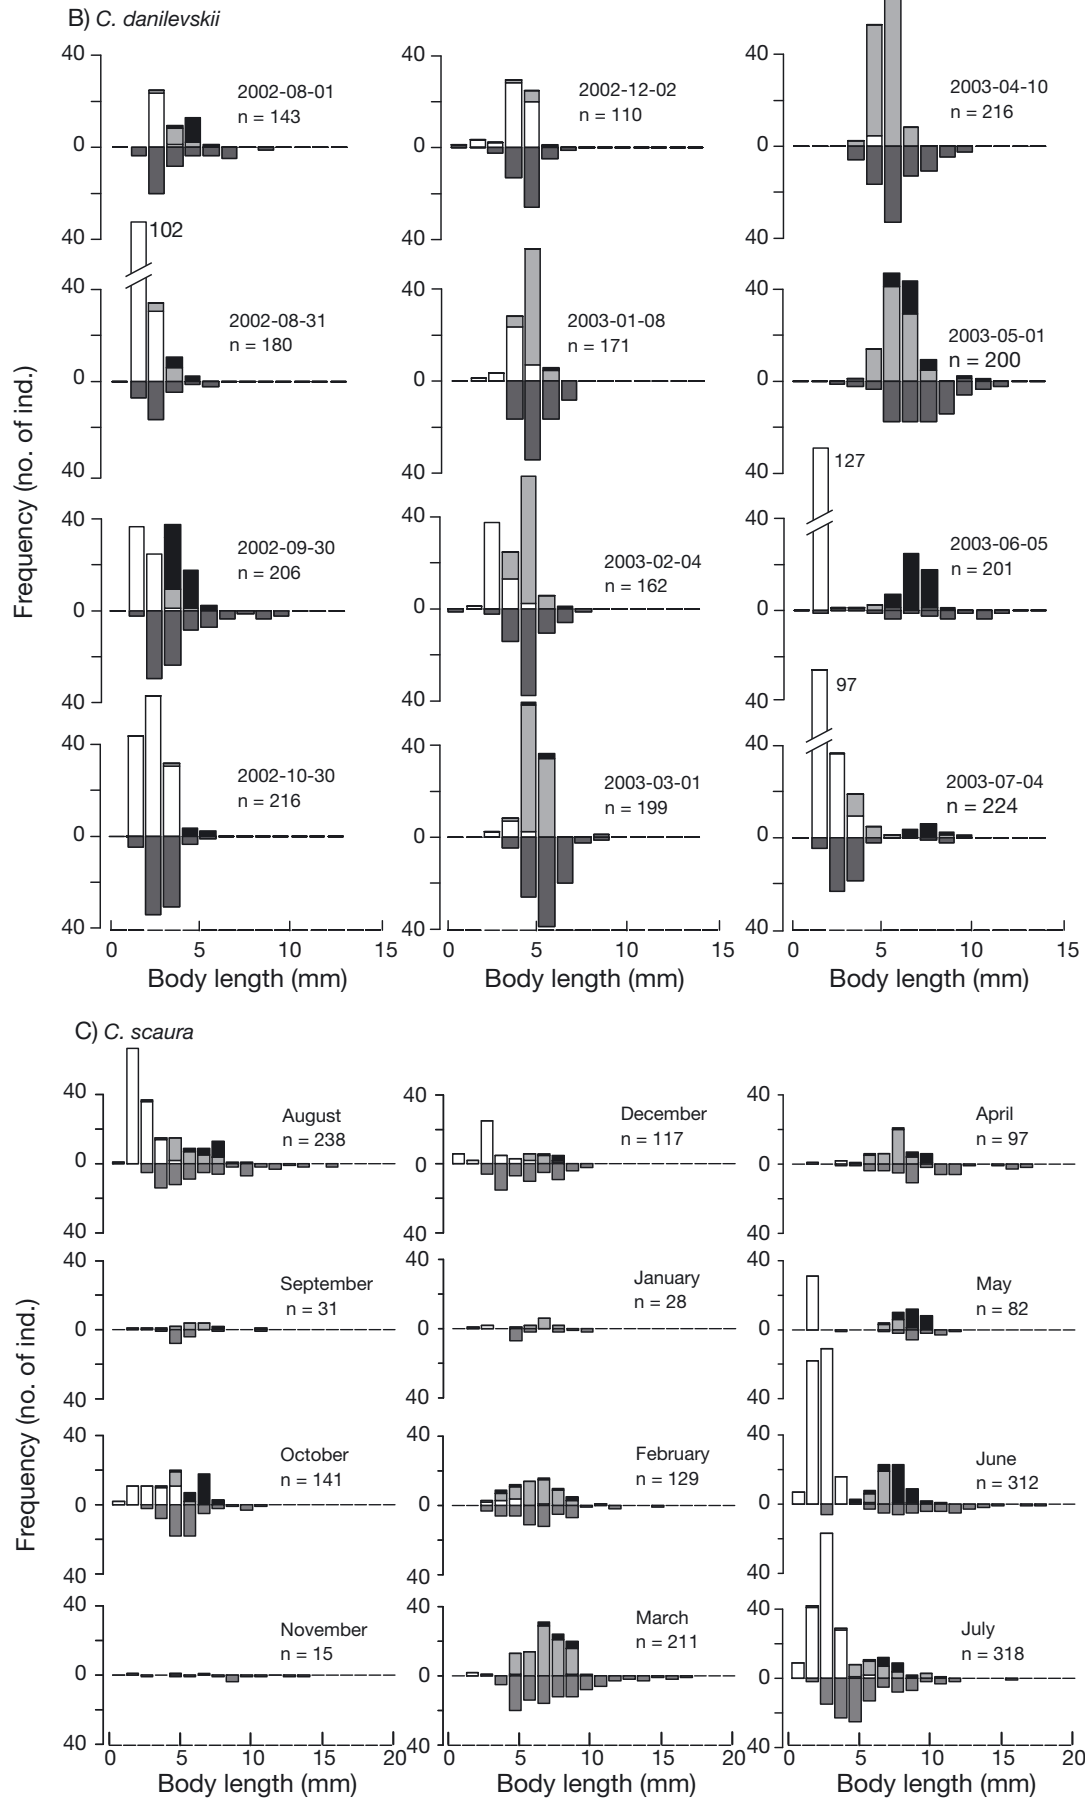 B) C. danilevskii
Frequency (no. of ind.)
40
0
40
2002-08-01
n = 143
40
0
40
2002-12-02
n = 110
40
0
40
2003-04-10
n = 216
102
40
0
40
2002-08-31
n = 180
40
0
40
2003-01-08
n = 171
40
0
40
2003-05-01
n = 200
40
0
40
2002-09-30
n = 206
40
0
40
2003-02-04
n = 162
127
40
0
40
2003-06-05
n = 201
40
0
40
2002-10-30
n = 216
40
0
40
2003-03-01
n = 199
97
40
0
40
2003-07-04
n = 224
0 5 10 15
0 5 10 15
0 5 10 15
Body length (mm)
Body length (mm)
Body length (mm)
C) C. scaura
Frequency (no. of ind.)
40
0
40
August
n = 238
40
0
40
December
n = 117
40
0
40
April
n = 97
40
0
40
September
n = 31
40
0
40
January
n = 28
40
0
40
May
n = 82
40
0
40
October
n = 141
40
0
40
February
n = 129
40
0
40
June
n = 312
40
0
40
November
n = 15
40
0
40
March
n = 211
40
0
40
July
n = 318
0 5 10 15 20
0 5 10 15 20
0 5 10 15 20
Body length (mm)
Body length (mm)
Body length (mm)